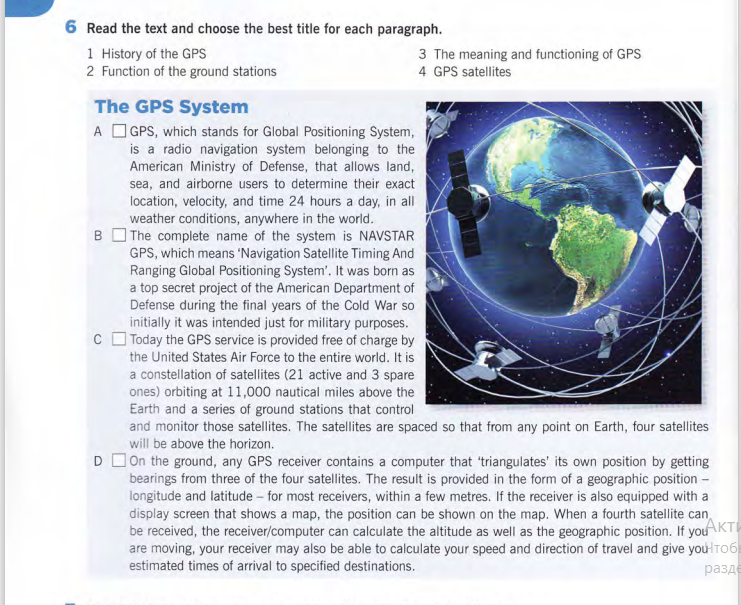 6 Read the text and choose the best title for each paragraph.
1 History of the GPS
2 Function of the ground stations
3 The meaning and functioning of GPS
4 GPS satellites
The GPS System
A GPS, which stands for Global Positioning System,
is a radio navigation system belonging to the
American Ministry of Defense, that allows land,
sea, and airborne users to determine their exact
location, velocity, and time 24 hours a day, in all
weather conditions, anywhere in the world.
B The complete name of the system is NAVSTAR
GPS, which means ‘Navigation Satellite Timing And
Ranging Global Positioning System’. It was born as
a top secret project of the American Department of
Defense during the final years of the Cold War so
initially it was intended just for military purposes.
C Today the GPS service is provided free of charge by
the United States Air Force to the entire world. It is
a constellation of satellites (21 active and 3 spare
ones) orbiting at 11,000 nautical miles above the
Earth and a series of ground stations that control
and monitor those satellites. The satellites are spaced so that from any point on Earth, four satellites
will be above the horizon.
D On the ground, any GPS receiver contains a computer that ‘triangulates’ its own position by getting
bearings from three of the four satellites. The result is provided in the form of a geographic position –
longitude and latitude – for most receivers, within a few metres. If the receiver is also equipped with a
display screen that shows a map, the position can be shown on the map. When a fourth satellite can
be received, the receiver/computer can calculate the altitude as well as the geographic position. If you
are moving, your receiver may also be able to calculate your speed and direction of travel and give you
estimated times of arrival to specified destinations.